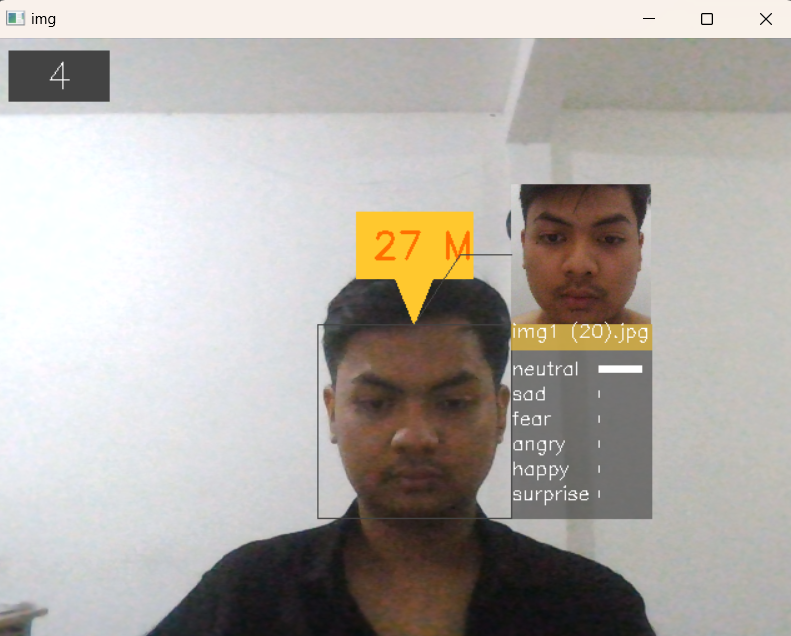 img
4
27 M
img1 (20).jpg
neutral
sad
fear
angry
happy
surprise